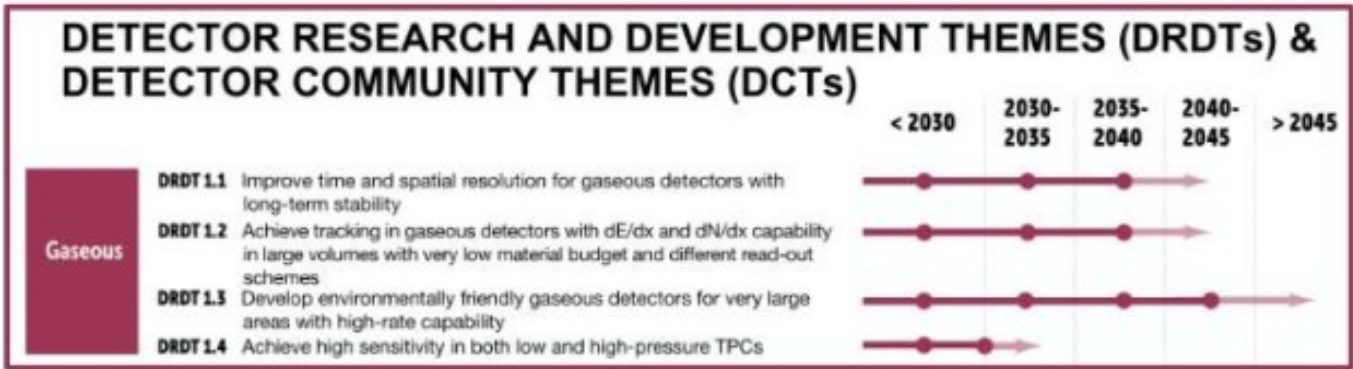 DETECTOR RESEARCH AND DEVELOPMENT THEMES (DRDTs) &
DETECTOR COMMUNITY THEMES (DCTs)
< 2030
2030-
2035
2035-
2040
2040-
2045
> 2045
Gaseous
DRDT 1.1 Improve time and spatial resolution for gaseous detectors with
long-term stability
DRDT 1.2 Achieve tracking in gaseous detectors with dE/dx and dN/dx capability
in large volumes with very low material budget and different read-out
schemes
DRDT 1.3 Develop environmentally friendly gaseous detectors for very large
areas with high-rate capability
DRDT 1.4 Achieve high sensitivity in both low and high-pressure TPCs